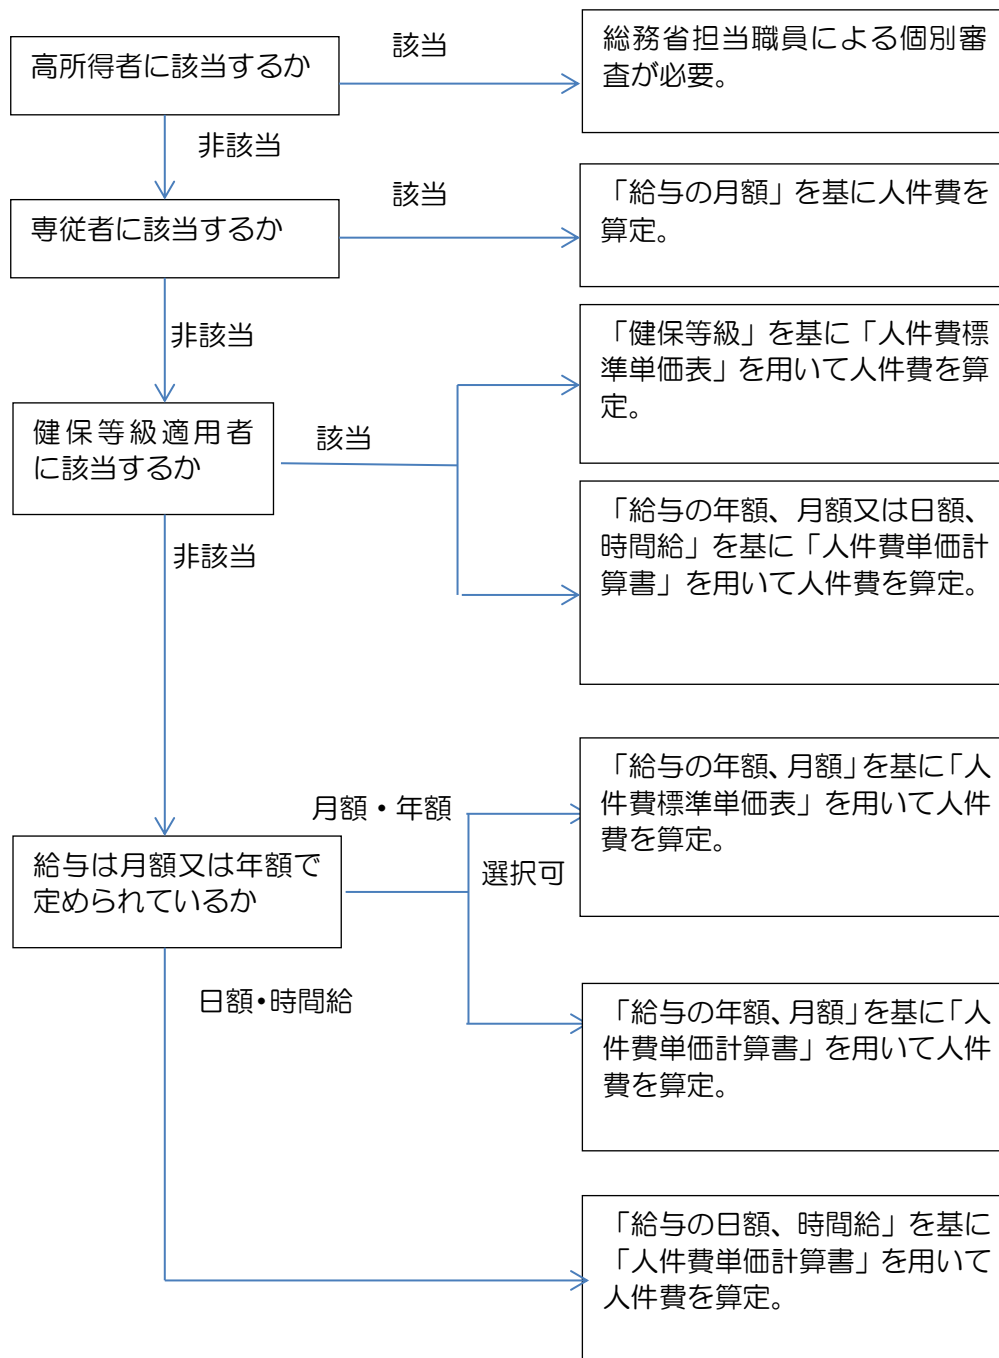 高所得者に該当するか
該当
総務省担当職員による個別審
査が必要。
非該当
専従者に該当するか
該当
「給与の月額」を基に人件費を
算定。
非該当
健保等級適用者
に該当するか
該当
「健保等級」を基に「人件費標
準単価表」を用いて人件費を算
定。
「給与の年額、月額又は日額、
時間給」を基に「人件費単価計
算書」を用いて人件費を算定。
非該当
給与は月額又は年額で
定められているか
月額・年額
選択可
「給与の年額、月額」を基に「人
件費標準単価表」を用いて人件
費を算定。
「給与の年額、月額」を基に「人
件費単価計算書」を用いて人件
費を算定。
日額・時間給
「給与の日額、時間給」を基に
「人件費単価計算書」を用いて
人件費を算定。